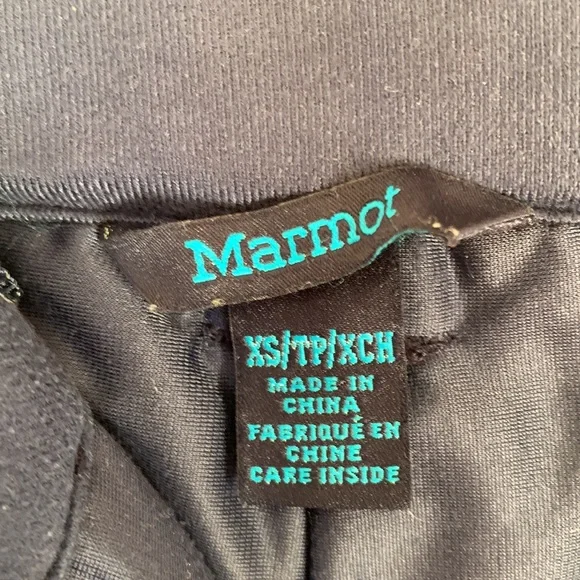 Marmot
XS/TP/XCH
MADE IN
CHINA
FABRIQUÉ EN
CHINE
CARE INSIDE